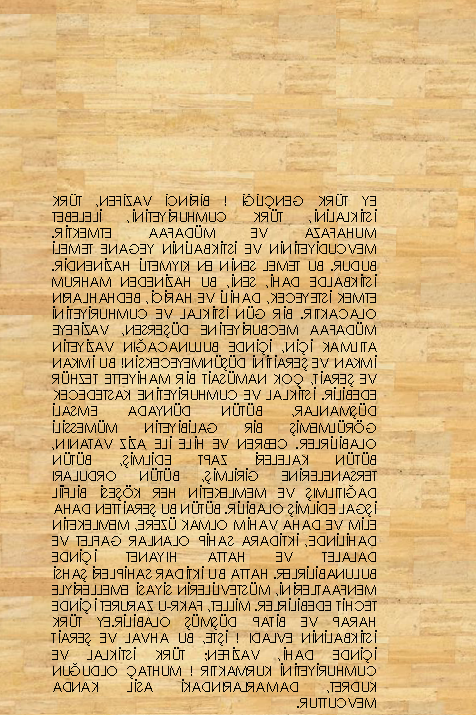 EY TÜRK GENÇLİĞİ ! BİRİNCİ VAZİFEN, TÜRK
İSTİKLALİNİ, TÜRK CUMHURİYETİNİ, İLELEBET
MUHAFAZA VE MÜDAFAA ETMEKTİR.
MEVCUDİYETİNİN VE İSTİKBALİNİN YEGANE TEMELİ
BUDUR. BU TEMEL SENİN EN KIYMETLİ HAZİNENDİR.
İSTİKBALDE DAHİ, SENİ, BU HAZİNEDEN MAHRUM
ETMEK İSTEYECEK, DAHİLİ VE HARİCİ, BEDHAHLARIN
OLACAKTIR. BİR GÜN İSTİKLAL VE CUMHURİYETİNİ
MÜDAFAA MECBURİYETİNE DÜŞERSEN, VAZİFEYE
ATILMAK İÇİN, İÇİNDE BULUNACAĞIN VAZİYETİN
İMKAN VE ŞERAİTİNİ DÜŞÜNMEYECEKSİN! BU İMKAN
VE ŞERAİT, ÇOK NAMÜSAİT BİR MAHİYETTE TEZHÜR
EDEBİLİR. İSTİKLAL VE CUMHURİYETİNE KASTEDECEK
DÜŞMANLAR, BÜTÜN DÜNYADA EMSALİ
GÖRÜLMEMİŞ BİR GALİBİYETİN MÜMESSİLİ
OLABİLİRLER. CEBREN VE HİLE İLE AZİZ VATANIN,
BÜTÜN KALELERİ ZAPT EDİLMİŞ, BÜTÜN
TERSANELERİNE GİRİLMİŞ, BÜTÜN ORDULARI
DAĞITILMIŞ VE MEMLEKETİN HER KÖŞESİ BİLFİİL
İŞGAL EDİLMİŞ OLABİLİR. BÜTÜN BU ŞERAİTTEN DAHA
ELİM VE DAHA VAHİM OLMAK ÜZERE, MEMLEKETİN
DAHİLİNDE, İKTİDARA SAHİP OLANLAR GAFLET VE
DALALET VE HATTA HIYANET İÇİNDE
BULUNABİLİRLER. HATTA BU İKTİDAR SAHİPLERİ ŞAHSİ
MENFAATLERİNİ, MÜSTEVLİLERİN SİYASİ EMELLERİYLE
TECHİT EDEBİLİRLER. MİLLET, FAKR-U ZARURET İÇİNDE
HARAP VE BİTAP DÜŞMÜŞ OLABİLİR.EY TÜRK
İSTİKBALİNİN EVLADI ! İŞTE, BU AHVAL VE ŞERAİT
İÇİNDE DAHİ, VAZİFEN; TÜRK İSTİKLAL VE
CUMHURİYETİNİ KURMAKTIR ! MUHTAÇ OLDUĞUN
KUDRET, DAMARLARINDAKİ ASİL KANDA
MEVCUTTUR.